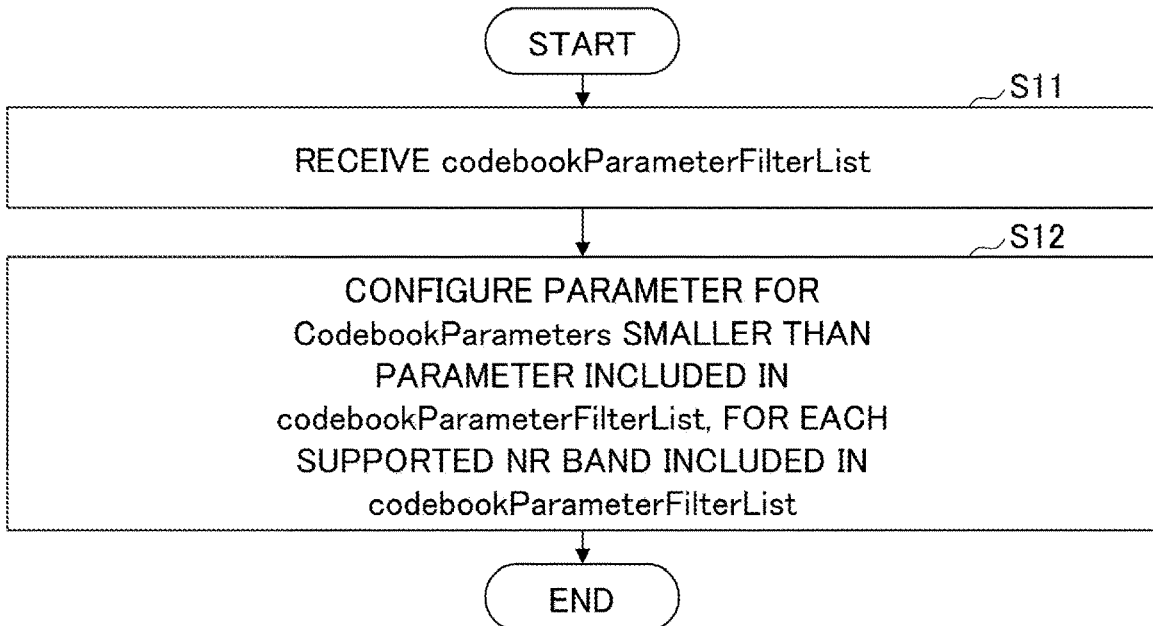 START
S11
RECEIVE codebookParameterFilterList
S12
CONFIGURE PARAMETER FOR
CodebookParameters SMALLER THAN
PARAMETER INCLUDED IN
codebookParameterFilterList, FOR EACH
SUPPORTED NR BAND INCLUDED IN
codebookParameterFilterList
END